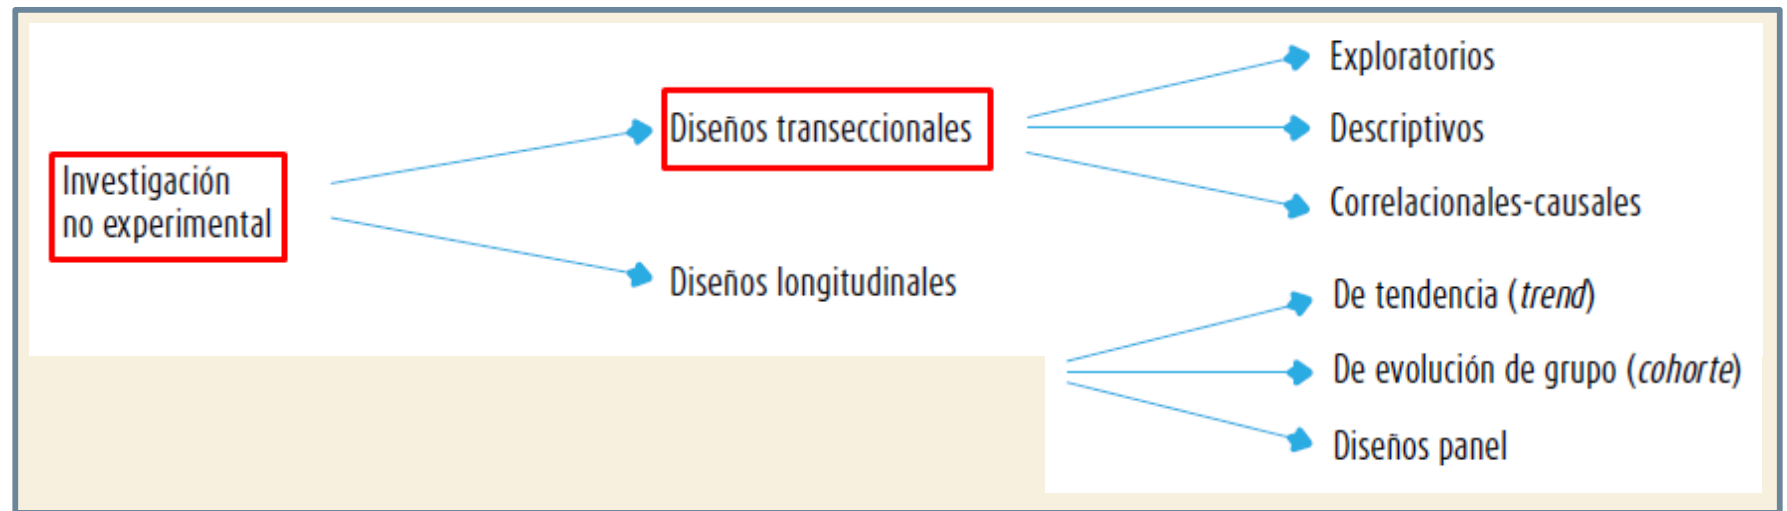 Investigación
no experimental
Diseños transeccionales
Diseños longitudinales
Exploratorios
Descriptivos
Correlacionales-causales
De tendencia (trend)
De evolución de grupo (cohorte)
Diseños panel